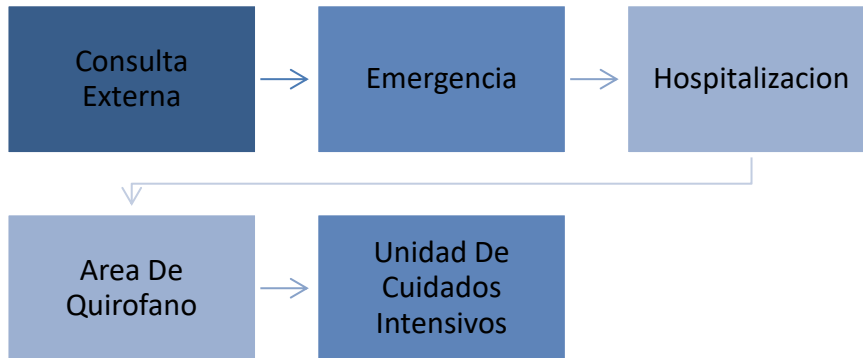 Consulta
Externa
Emergencia
Hospitalizacion
Area De
Quirofano
Unidad De
Cuidados
Intensivos